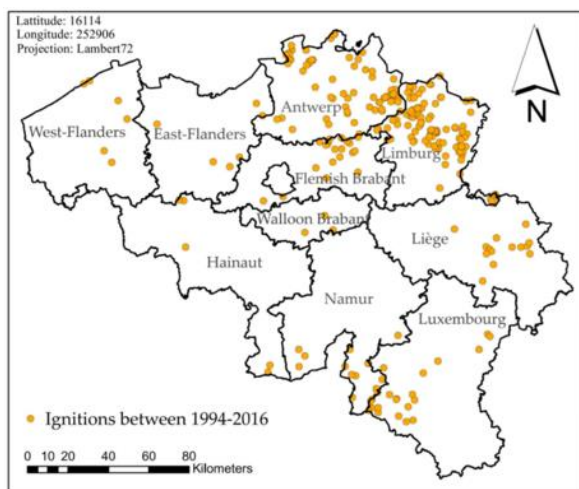 Lattitude: 16114
Longitude: 252906
Projection: Lambert72
N
Antwerp
West-Flanders
East-Flanders
Limburg
Flemish Brabant
Walloon Brabant
Liège
Hainaut
Namur
Luxembourg
Ignitions between 1994-2016
0 10 20 40 60 80
Kilometers